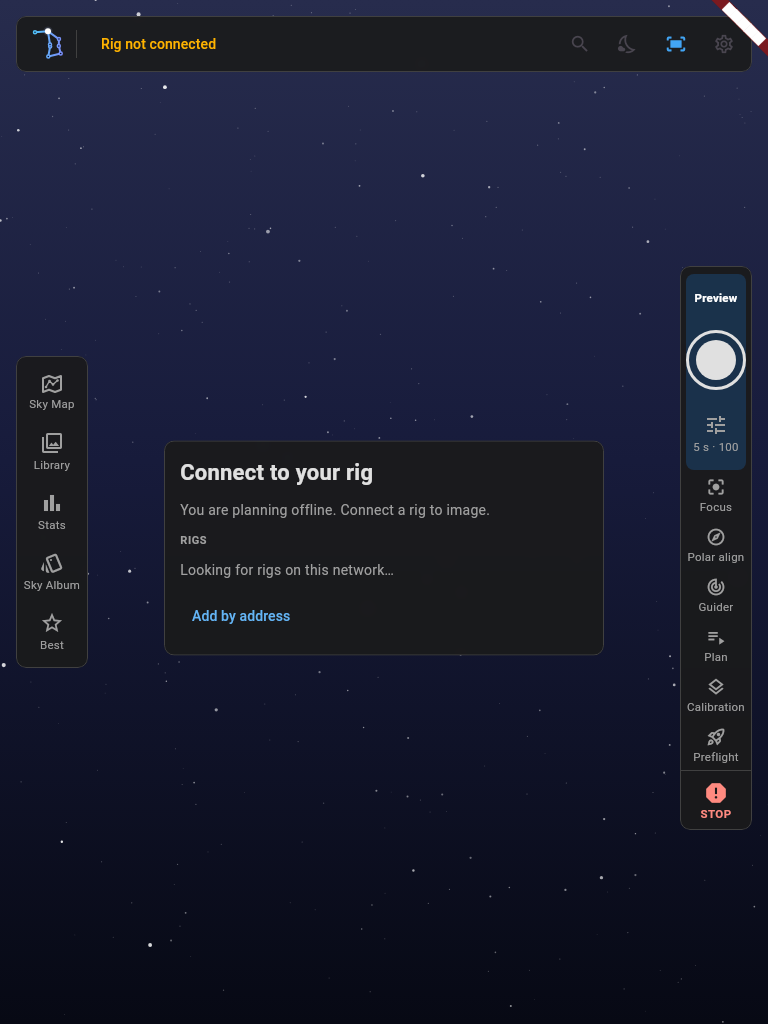 Rig not connected
Preview
5 s · 100
Focus
Polar align
Guider
Plan
Calibration
Preflight
STOP
Sky Map
Library
Stats
Sky Album
Best
Connect to your rig
You are planning offline. Connect a rig to image.
RIGS
Looking for rigs on this network…
Add by address